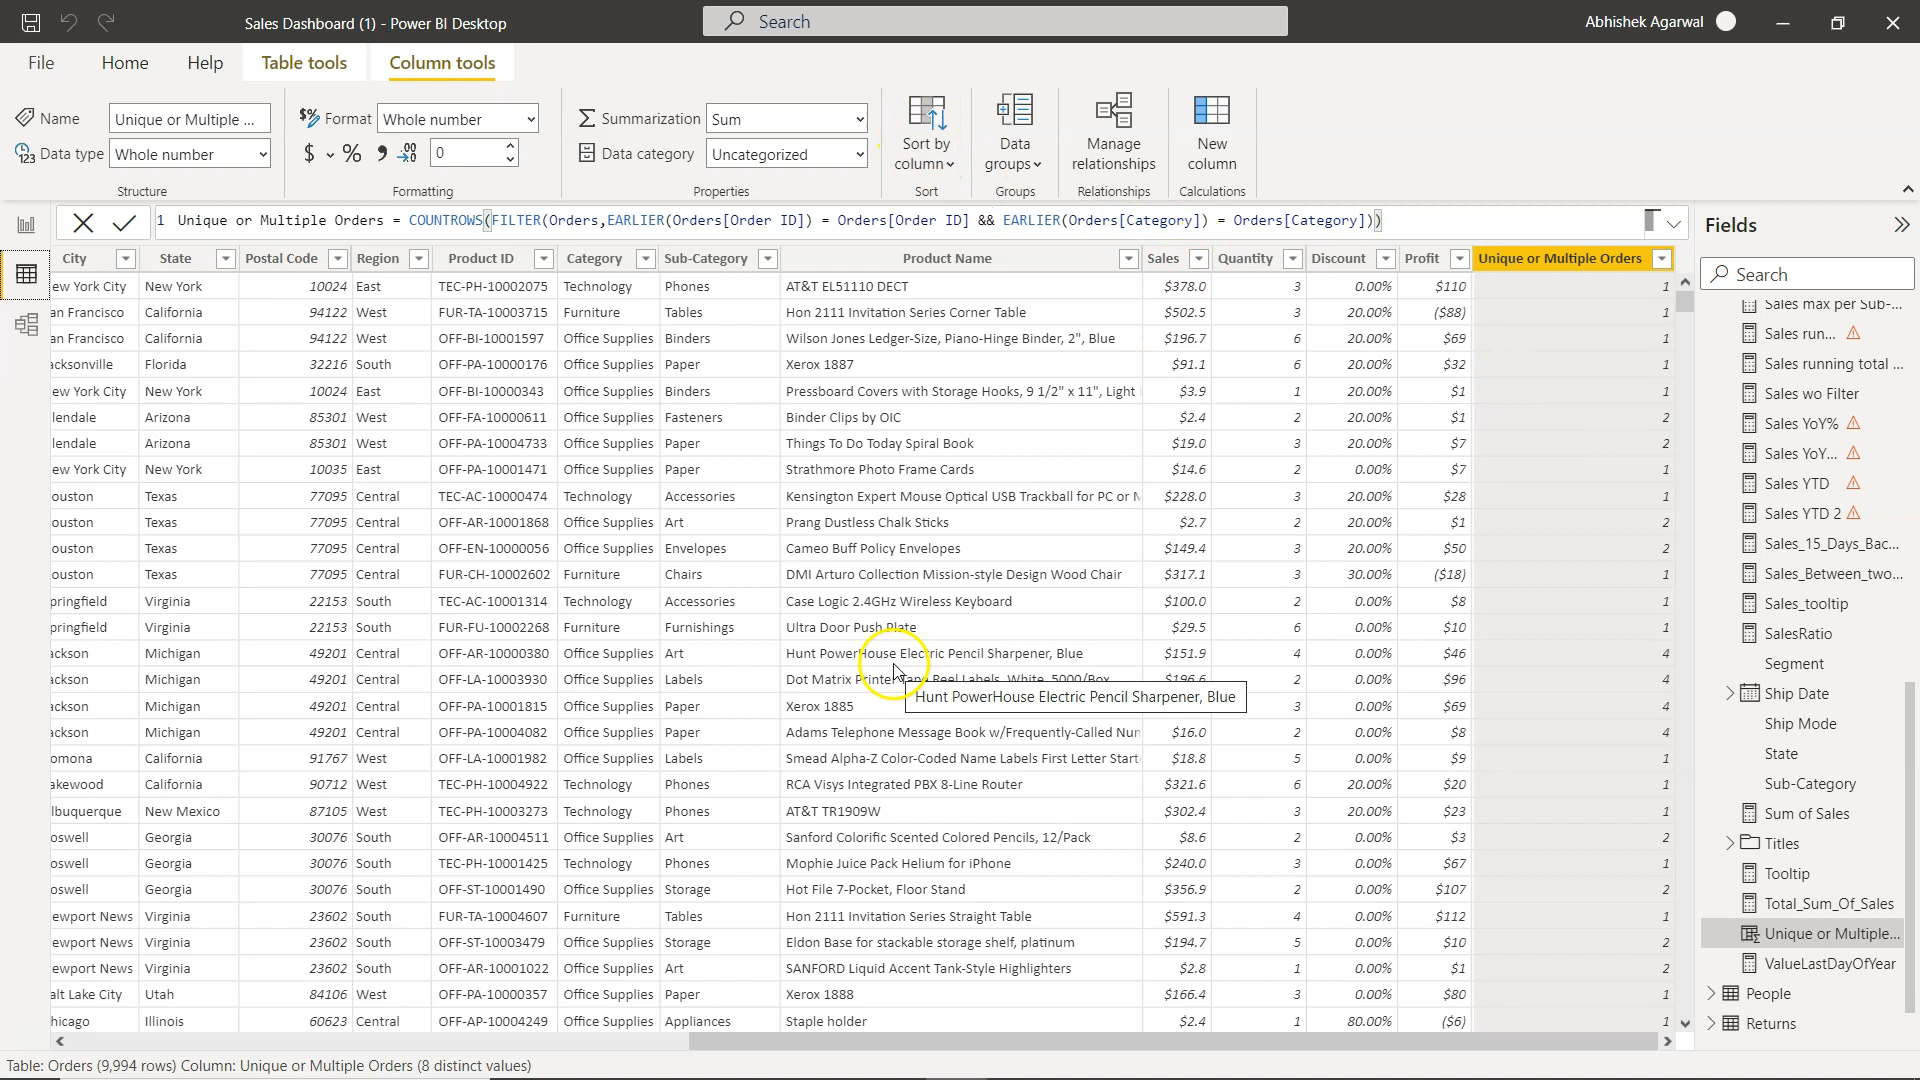 Sales Dashboard (1) - Power BI Desktop
Search
Abhishek Agarwal
File Home Help Table tools Column tools
Name Unique or Multiple ...
Data type Whole number
Structure
Format Whole number
$ % 0
Formatting
Summarization Sum
Data category Uncategorized
Properties
Sort by column
Sort
Data groups
Groups
Manage relationships
Relationships
New column
Calculations
1 Unique or Multiple Orders = COUNTROWS(FILTER(Orders,EARLIER(Orders[Order ID]) = Orders[Order ID] && EARLIER(Orders[Category]) = Orders[Category]))
City State Postal Code Region Product ID Category Sub-Category Product Name Sales Quantity Discount Profit Unique or Multiple Orders
ew York City New York 10024 East TEC-PH-10002075 Technology Phones AT&T EL51110 DECT $378.0 3 0.00% $110 1
an Francisco California 94122 West FUR-TA-10003715 Furniture Tables Hon 2111 Invitation Series Corner Table $502.5 3 20.00% ($88) 1
an Francisco California 94122 West OFF-BI-10001597 Office Supplies Binders Wilson Jones Ledger-Size, Piano-Hinge Binder, 2", Blue $196.7 6 20.00% $69 1
acksonville Florida 32216 South OFF-PA-10000176 Office Supplies Paper Xerox 1887 $91.1 6 20.00% $32 1
ew York City New York 10024 East OFF-BI-10000343 Office Supplies Binders Pressboard Covers with Storage Hooks, 9 1/2" x 11", Light $3.9 1 20.00% $1 1
lendale Arizona 85301 West OFF-FA-10000611 Office Supplies Fasteners Binder Clips by OIC $2.4 2 20.00% $1 2
lendale Arizona 85301 West OFF-PA-10004733 Office Supplies Paper Things To Do Today Spiral Book $19.0 3 20.00% $7 2
ew York City New York 10035 East OFF-PA-10001471 Office Supplies Paper Strathmore Photo Frame Cards $14.6 2 0.00% $7 1
ouston Texas 77095 Central TEC-AC-10000474 Technology Accessories Kensington Expert Mouse Optical USB Trackball for PC or $228.0 3 20.00% $28 1
ouston Texas 77095 Central OFF-AR-10001868 Office Supplies Art Prang Dustless Chalk Sticks $2.7 2 20.00% $1 2
ouston Texas 77095 Central OFF-EN-10000056 Office Supplies Envelopes Cameo Buff Policy Envelopes $149.4 3 20.00% $50 2
ouston Texas 77095 Central FUR-CH-10002602 Furniture Chairs DMI Arturo Collection Mission-style Design Wood Chair $317.1 3 30.00% ($18) 1
pringfield Virginia 22153 South TEC-AC-10001314 Technology Accessories Case Logic 2.4GHz Wireless Keyboard $100.0 2 0.00% $8 1
pringfield Virginia 22153 South FUR-FU-10002268 Furniture Furnishings Ultra Door Push Plate $29.5 6 0.00% $10 1
ackson Michigan 49201 Central OFF-AR-10000380 Office Supplies Art Hunt PowerHouse Electric Pencil Sharpener, Blue $151.9 4 0.00% $46 4
ackson Michigan 49201 Central OFF-LA-10003930 Office Supplies Labels Dot Matrix Printer Tape Reel Labels, White, 5000/Box $196.6 2 0.00% $96 4
Hunt PowerHouse Electric Pencil Sharpener, Blue
ackson Michigan 49201 Central OFF-PA-10001815 Office Supplies Paper Xerox 1885 3 0.00% $69 4
ackson Michigan 49201 Central OFF-PA-10004082 Office Supplies Paper Adams Telephone Message Book w/Frequently-Called $16.0 2 0.00% $8 4
omona California 91767 West OFF-LA-10001982 Office Supplies Labels Smead Alpha-Z Color-Coded Name Labels First Letter Start $18.8 5 0.00% $9 1
akewood California 90712 West TEC-PH-10004922 Technology Phones RCA Visys Integrated PBX 8-Line Router $321.6 6 20.00% $20 1
lbuquerque New Mexico 87105 West TEC-PH-10003273 Technology Phones AT&T TR1909W $302.4 3 20.00% $23 1
oswell Georgia 30076 South OFF-AR-10004511 Office Supplies Art Sanford Colorific Scented Colored Pencils, 12/Pack $8.6 2 0.00% $3 2
oswell Georgia 30076 South TEC-PH-10001425 Technology Phones Mophie Juice Pack Helium for iPhone $240.0 3 0.00% $67 1
oswell Georgia 30076 South OFF-ST-10001490 Office Supplies Storage Hot File 7-Pocket, Floor Stand $356.9 2 0.00% $107 2
ewport News Virginia 23602 South FUR-TA-10004607 Furniture Tables Hon 2111 Invitation Series Straight Table $591.3 4 0.00% $112 1
ewport News Virginia 23602 South OFF-ST-10003479 Office Supplies Storage Eldon Base for stackable storage shelf, platinum $194.7 5 0.00% $10 2
ewport News Virginia 23602 South OFF-AR-10001022 Office Supplies Art SANFORD Liquid Accent Tank-Style Highlighters $2.8 1 0.00% $1 2
alt Lake City Utah 84106 West OFF-PA-10000357 Office Supplies Paper Xerox 1888 $166.4 3 0.00% $80 1
hicago Illinois 60623 Central OFF-AP-10004249 Office Supplies Appliances Staple holder $2.4 1 80.00% ($6) 1
Table: Orders (9,994 rows) Column: Unique or Multiple Orders (8 distinct values)
Fields
Search
Sales max per Sub-...
Sales run...
Sales running total ...
Sales wo Filter
Sales YoY%
Sales YoY...
Sales YTD
Sales YTD 2
Sales_15_Days_Bac...
Sales_Between_two...
Sales_tooltip
SalesRatio
Segment
Ship Date
Ship Mode
State
Sub-Category
Sum of Sales
Titles
Tooltip
Total_Sum_Of_Sales
Unique or Multiple...
ValueLastDayOfYear
People
Returns